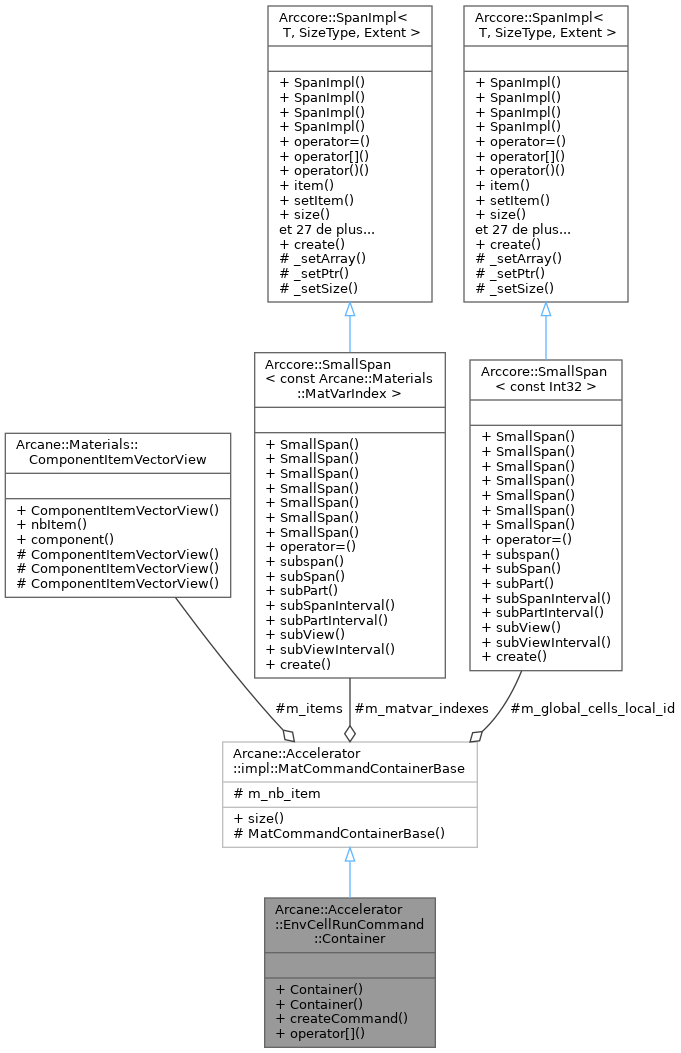 Arccore::SpanImpl<
T, SizeType, Extent >
+ SpanImpl()
+ SpanImpl()
+ SpanImpl()
+ SpanImpl()
+ operator=()
+ operator[]()
+ operator()()
+ item()
+ setItem()
+ size()
et 27 de plus...
+ create()
# _setArray()
# _setPtr()
# _setSize()
Arccore::SpanImpl<
T, SizeType, Extent >
+ SpanImpl()
+ SpanImpl()
+ SpanImpl()
+ SpanImpl()
+ operator=()
+ operator[]()
+ operator()()
+ item()
+ setItem()
+ size()
et 27 de plus...
+ create()
# _setArray()
# _setPtr()
# _setSize()
Arcane::Materials::
ComponentItemVectorView
+ ComponentItemVectorView()
+ nbItem()
+ component()
# ComponentItemVectorView()
# ComponentItemVectorView()
# ComponentItemVectorView()
Arccore::SmallSpan
< const Arcane::Materials
::MatVarIndex >
+ SmallSpan()
+ SmallSpan()
+ SmallSpan()
+ SmallSpan()
+ SmallSpan()
+ SmallSpan()
+ SmallSpan()
+ operator=()
+ subspan()
+ subSpan()
+ subPart()
+ subSpanInterval()
+ subPartInterval()
+ subView()
+ subViewInterval()
+ create()
Arccore::SmallSpan
< const Int32 >
+ SmallSpan()
+ SmallSpan()
+ SmallSpan()
+ SmallSpan()
+ SmallSpan()
+ SmallSpan()
+ SmallSpan()
+ operator=()
+ subspan()
+ subSpan()
+ subPart()
+ subSpanInterval()
+ subPartInterval()
+ subView()
+ subViewInterval()
+ create()
#m_items
#m_matvar_indexes
#m_global_cells_local_id
Arcane::Accelerator
::impl::MatCommandContainerBase
# m_nb_item
+ size()
# MatCommandContainerBase()
Arcane::Accelerator
::EnvCellRunCommand
::Container
+ Container()
+ Container()
+ createCommand()
+ operator[]()